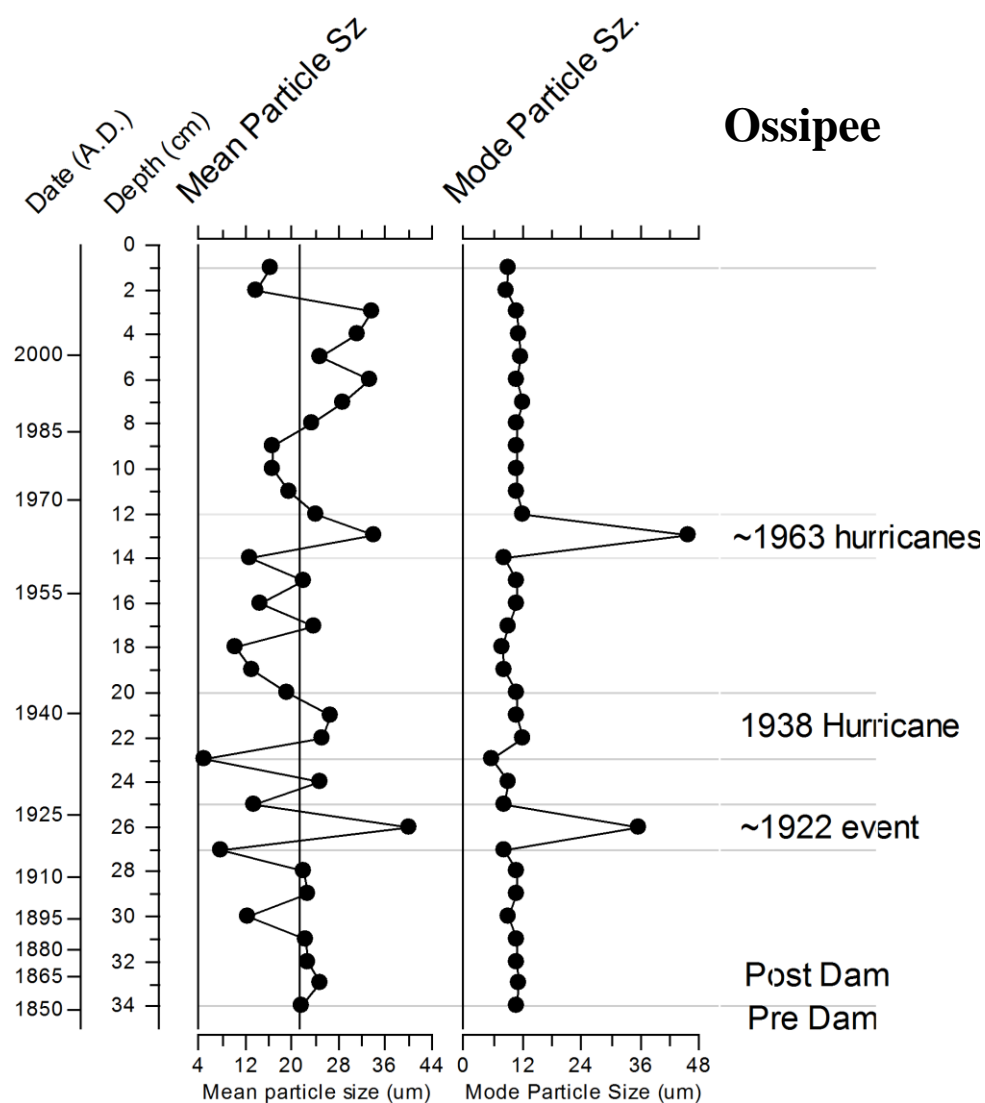 Date (A.D.)
Depth (cm)
Mean Particle Sz
Mode Particle Sz.
Ossipee
0
2
4
2000
6
8
1985
10
1970
12
~1963 hurricanes
14
1955
16
18
20
1940
1938 Hurricane
22
24
1925
26
~1922 event
28
1910
30
1895
1880
32
1865
Post Dam
34
1850
Pre Dam
4 12 20 28 36 44
0 12 24 36 48
Mean particle size (um)
Mode Particle Size (um)